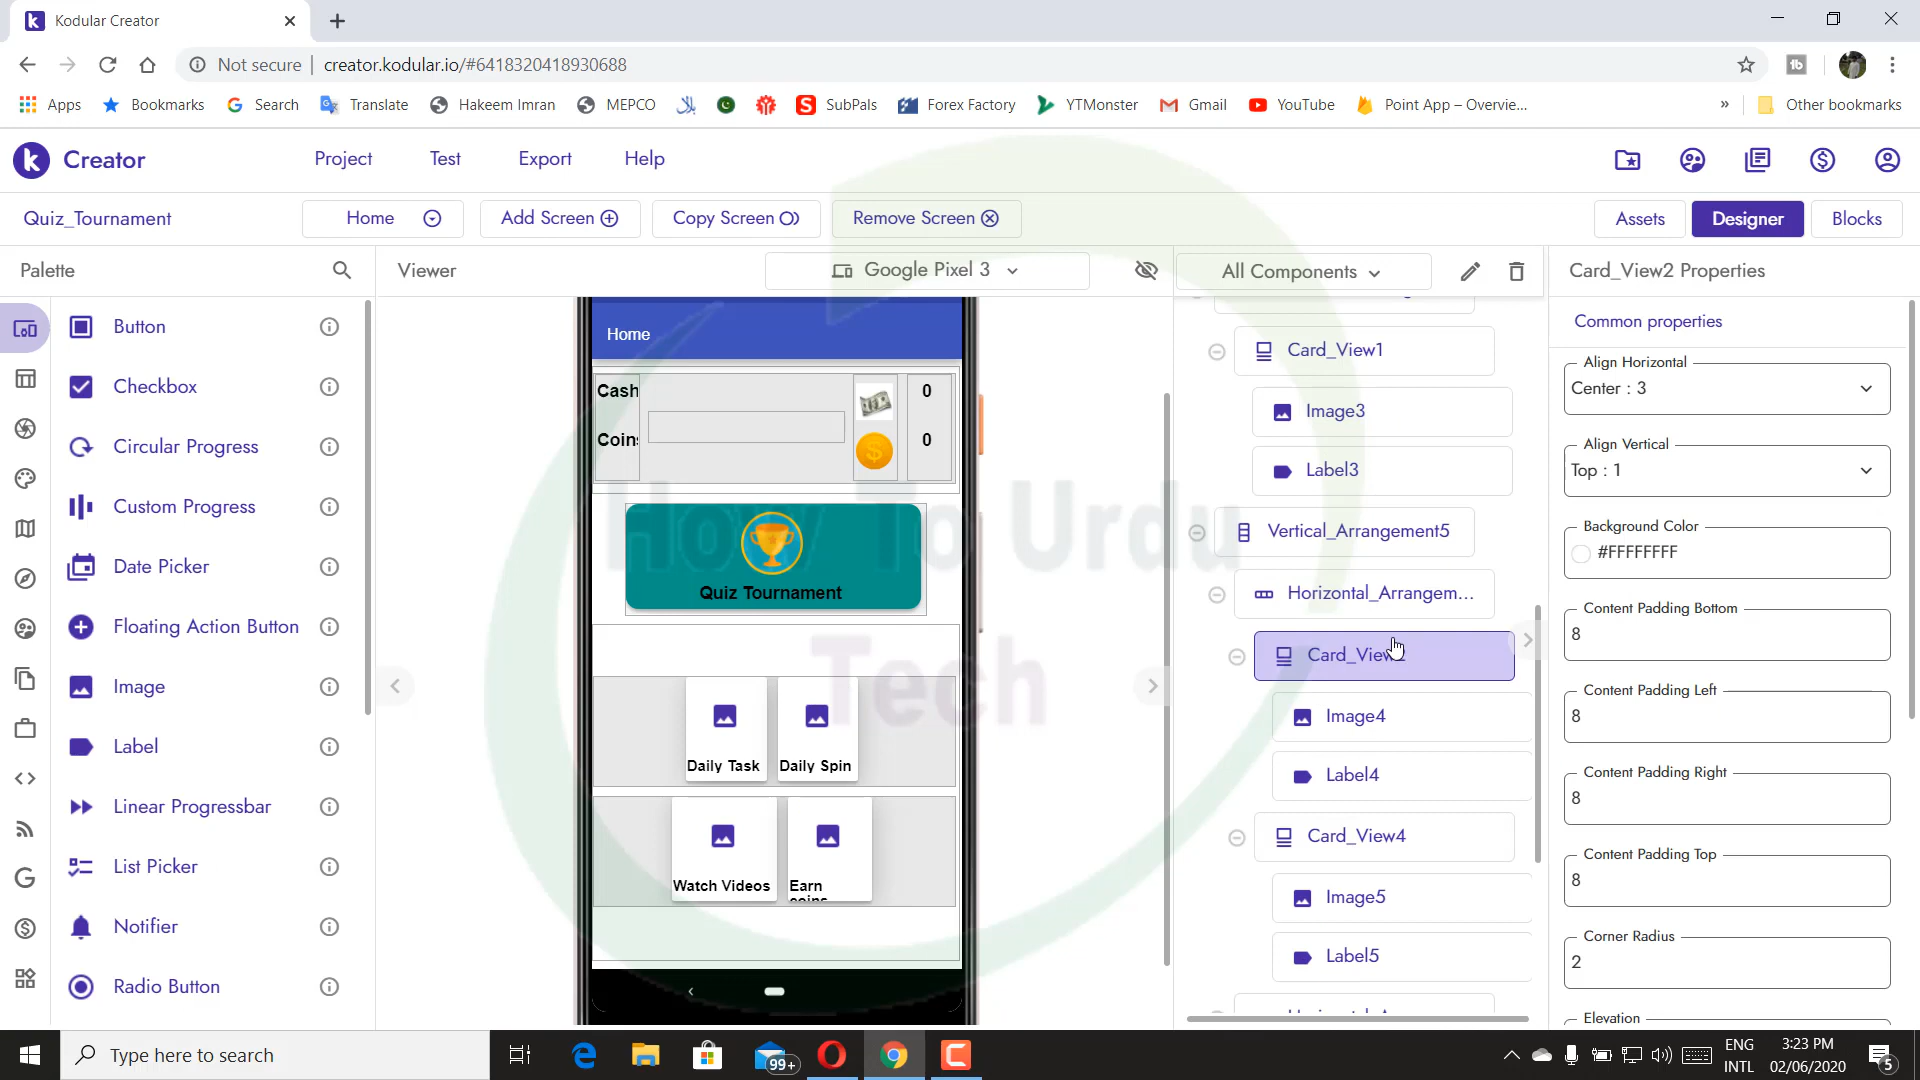 Kodular Creator
Not secure
creator.kodular.io/#6418320418930688
Apps
Bookmarks
Search
Translate
Hakeem Imran
MEPCO
SubPals
Forex Factory
YTMonster
Gmail
YouTube
Point App – Overvie...
»
Other bookmarks
Creator
Project
Test
Export
Help
Quiz_Tournament
Home
Add Screen
Copy Screen
Remove Screen
Assets
Designer
Blocks
Palette
Viewer
Google Pixel 3
All Components
Card_View2 Properties
Button
Checkbox
Circular Progress
Custom Progress
Date Picker
Floating Action Button
Image
Label
Linear Progressbar
List Picker
Notifier
Radio Button
Home
Cash
0
0
Quiz Tournament
Daily Task
Daily Spin
Watch Videos
Earn
coins
How To Urdu
Tech
Card_View1
Image3
Label3
Vertical_Arrangement5
Horizontal_Arrangem...
Card_View2
Image4
Label4
Card_View4
Image5
Label5
Common properties
Align Horizontal
Center : 3
Align Vertical
Top : 1
Background Color
#FFFFFFFF
Content Padding Bottom
8
Content Padding Left
8
Content Padding Right
8
Content Padding Top
8
Corner Radius
2
Elevation
Type here to search
99+
ENG
INTL
3:23 PM
02/06/2020
5